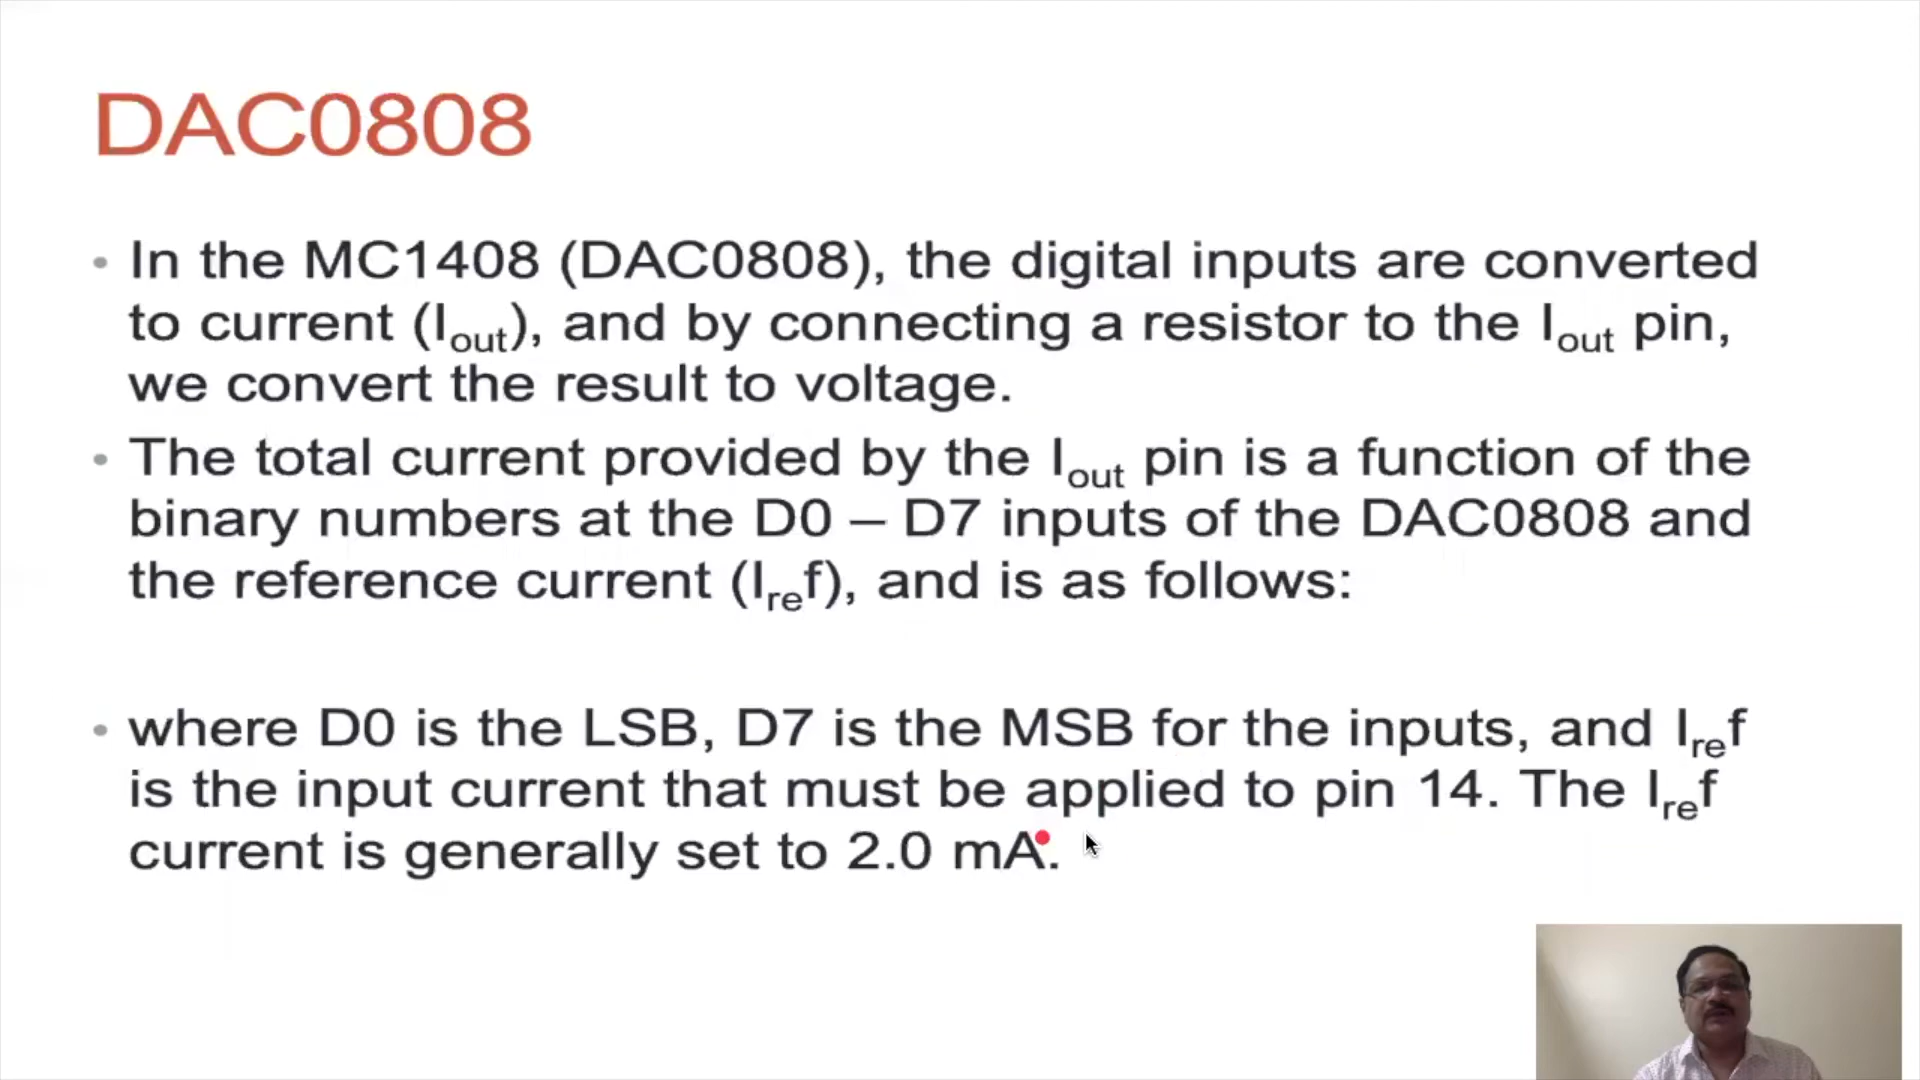 DAC0808
• In the MC1408 (DAC0808), the digital inputs are converted
to current (Iout), and by connecting a resistor to the Iout pin,
we convert the result to voltage.
• The total current provided by the Iout pin is a function of the
binary numbers at the D0 – D7 inputs of the DAC0808 and
the reference current (Iref), and is as follows:
• where D0 is the LSB, D7 is the MSB for the inputs, and Iref
is the input current that must be applied to pin 14. The Iref
current is generally set to 2.0 mA.